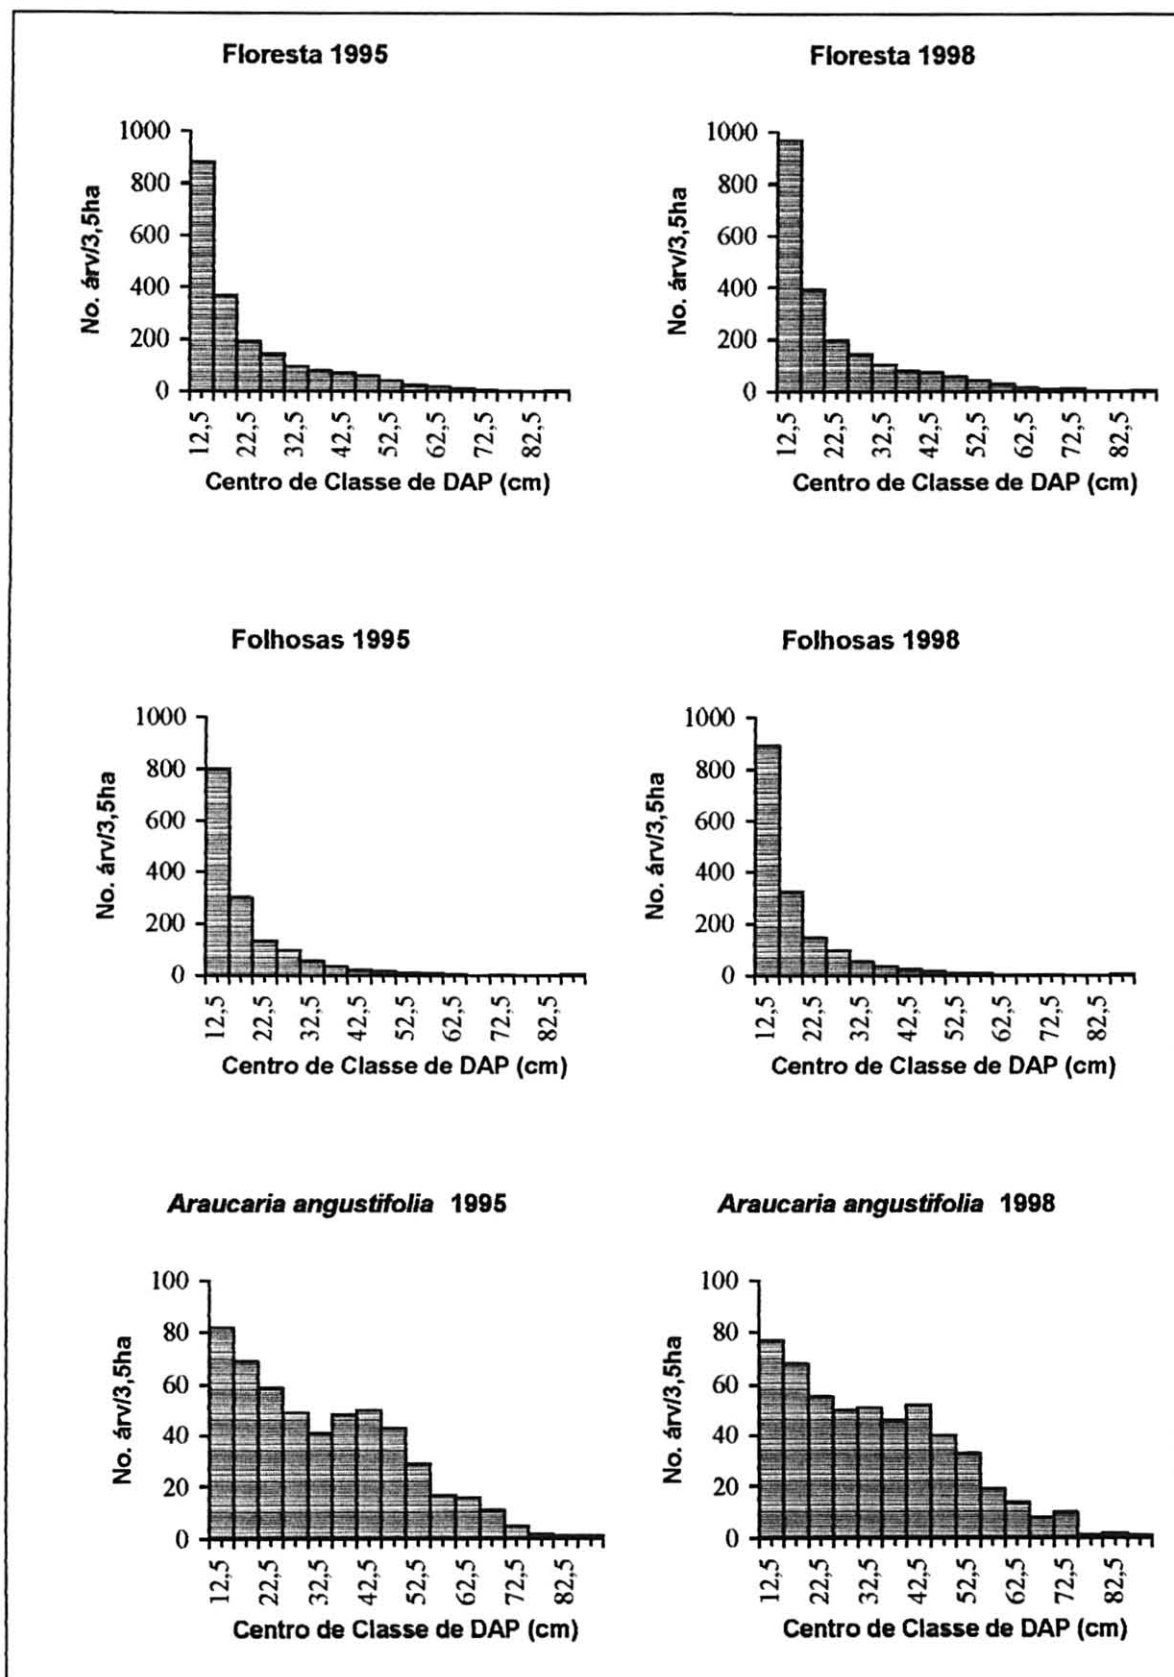 Floresta 1995
No. árv/3,5ha
1000
800
600
400
200
0
12,5 22,5 32,5 42,5 52,5 62,5 72,5 82,5
Centro de Classe de DAP (cm)
Floresta 1998
No. árv/3,5ha
1000
800
600
400
200
0
12,5 22,5 32,5 42,5 52,5 62,5 72,5 82,5
Centro de Classe de DAP (cm)
Folhosas 1995
No. árv/3,5ha
1000
800
600
400
200
0
12,5 22,5 32,5 42,5 52,5 62,5 72,5 82,5
Centro de Classe de DAP (cm)
Folhosas 1998
No. árv/3,5ha
1000
800
600
400
200
0
12,5 22,5 32,5 42,5 52,5 62,5 72,5 82,5
Centro de Classe de DAP (cm)
Araucaria angustifolia 1995
No. árv/3,5ha
100
80
60
40
20
0
12,5 22,5 32,5 42,5 52,5 62,5 72,5 82,5
Centro de Classe de DAP (cm)
Araucaria angustifolia 1998
No. árv/3,5ha
100
80
60
40
20
0
12,5 22,5 32,5 42,5 52,5 62,5 72,5 82,5
Centro de Classe de DAP (cm)